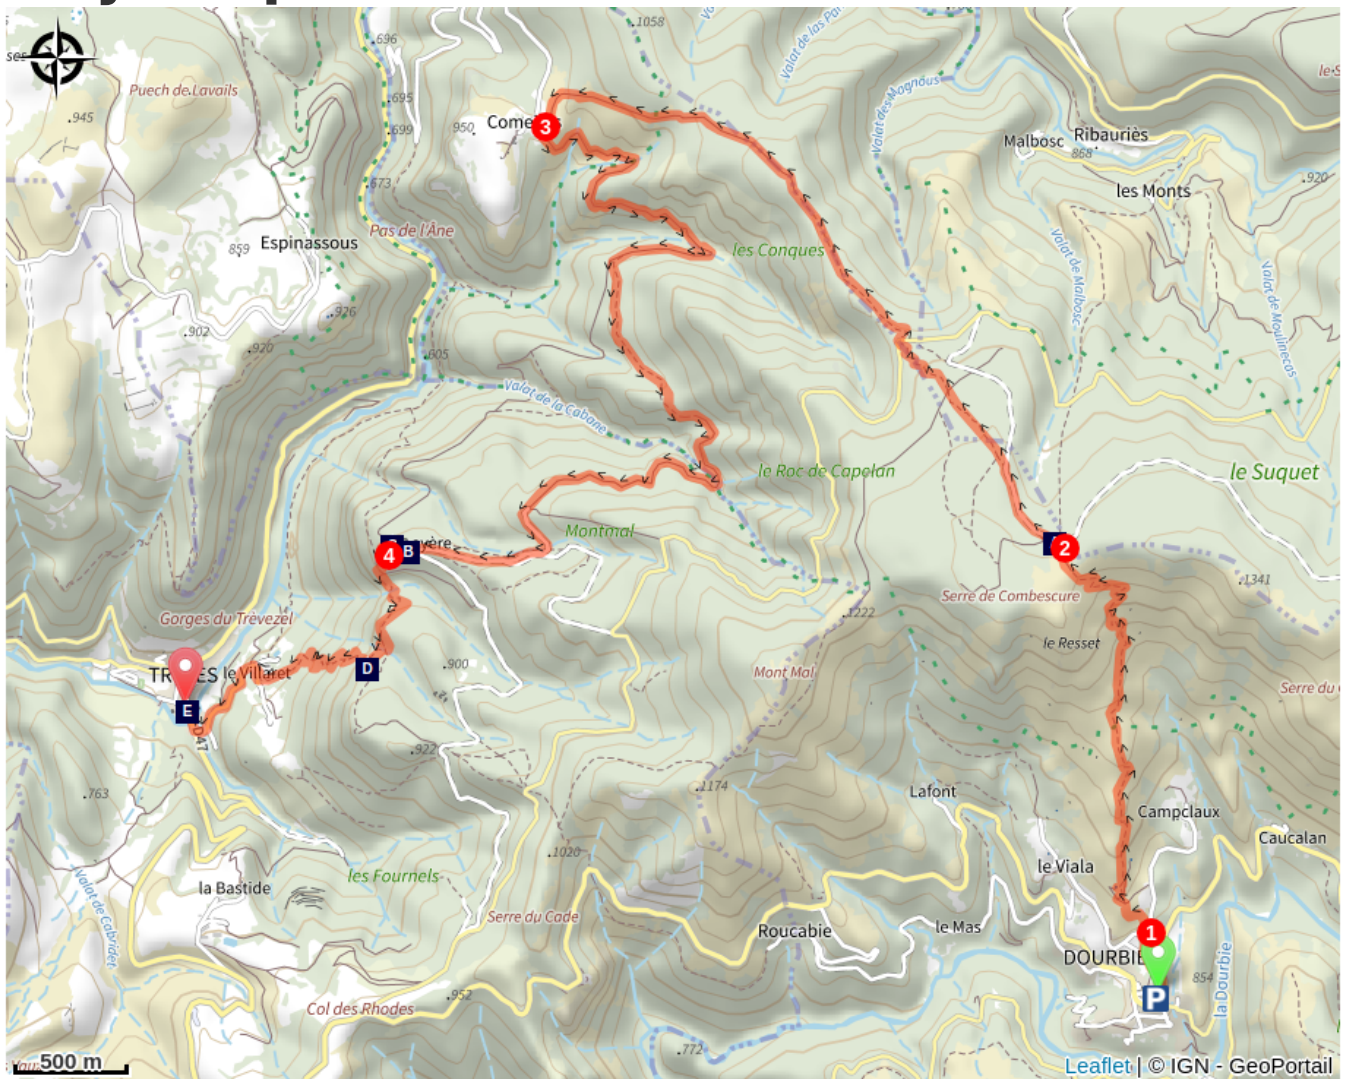 1058
696
Puech de Lavails
695
945
699
950
Come
3
Valat de las
Valat des Magnous
Malbosc
Ribauriès
868
les Monts
920
673
Pas de l'Âne
Espinassous
859
926
902
920
605
les Conques
Valat de Malbosc
Valat de Moulinecas
Valat de la Cabane
le Roc de Capelan
le Suquet
Montmal
4
B
yère
2
1341
Serre de Combescure
1222
le Resset
Gorges du Trévezel
TR
ES
le Villaret
D
900
Mont Mal
Serre du
E
D47
922
763
1174
Lafont
Campclaux
Caucalan
1020
le Viala
la Bastide
les Fournels
Valat de Cabriet
Serre du Cade
Roucabie
le Mas
1
DOURBIE
854
la Dourbie
P
952
Col des Rhodes
772
500 m
Leaflet | © IGN - GeoPortail